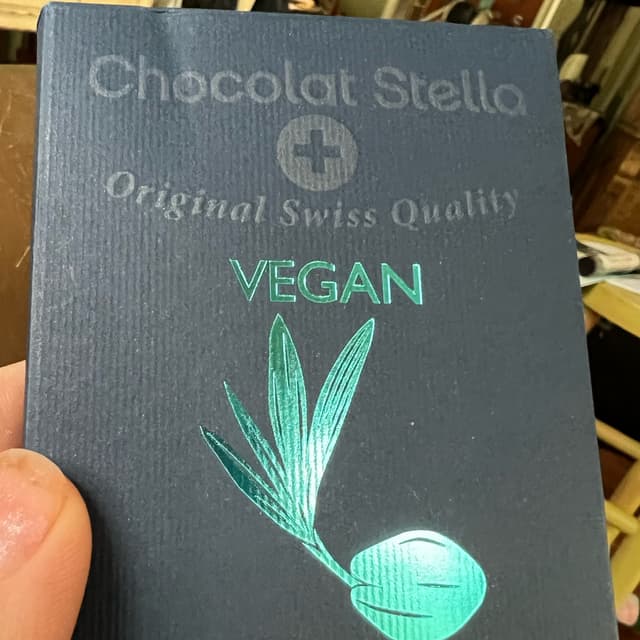 Chocolat Stella
Original Swiss Quality
VEGAN